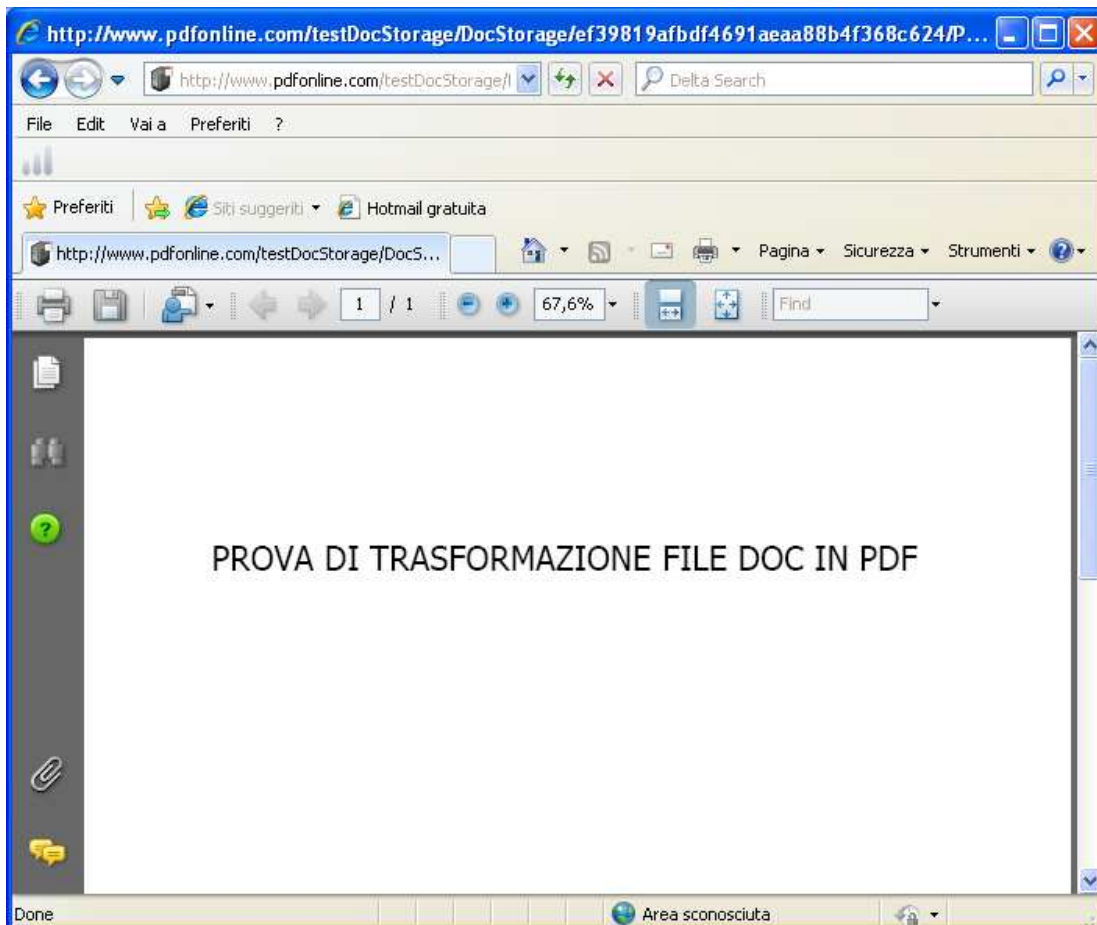 http://www.pdfonline.com/testDocStorage/DocStorage/ef39819afbdf4691aeaa88b4f368c624/P...
http://www.pdfonline.com/testDocStorage/ Delta Search
File Edit Vai a Preferiti ?
Preferiti Siti suggeriti Hotmail gratuita
http://www.pdfonline.com/testDocStorage/DocS... Pagina Sicurezza Strumenti
1 / 1 67,6% Find
PROVA DI TRASFORMAZIONE FILE DOC IN PDF
Done Area sconosciuta